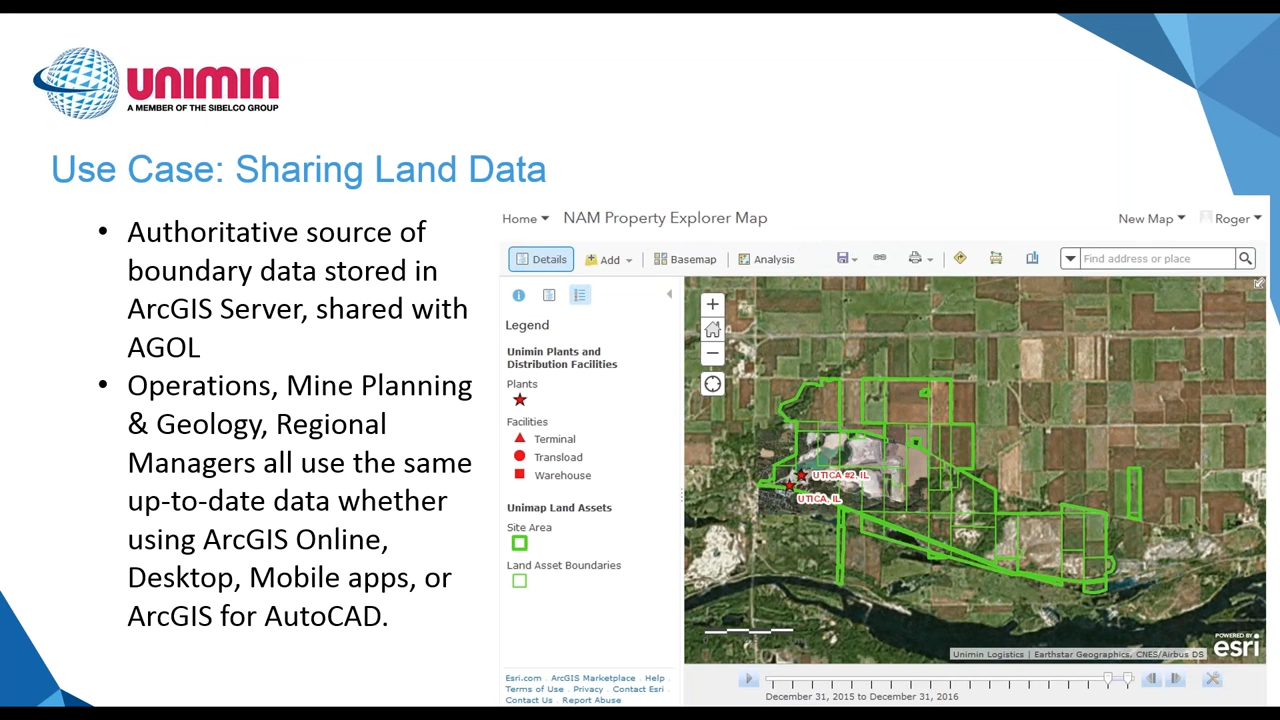 UNIMIN
A MEMBER OF THE SIBELCO GROUP
Use Case: Sharing Land Data
• Authoritative source of
boundary data stored in
ArcGIS Server, shared with
AGOL
• Operations, Mine Planning
& Geology, Regional
Managers all use the same
up-to-date data whether
using ArcGIS Online,
Desktop, Mobile apps, or
ArcGIS for AutoCAD.
Home NAM Property Explorer Map New Map Roger
Details Add Basemap Analysis Find address or place
Legend
Unimin Plants and
Distribution Facilities
Plants
Facilities
Terminal
Transload
Warehouse
Unimap Land Assets
Site Area
Land Asset Boundaries
UTICA #2, IL
UTICA, IL
POWERED BY
esri
Unimin Logistics | Earthstar Geographics, CNES/Airbus DS
Esri.com . ArcGIS Marketplace . Help .
Terms of Use . Privacy . Contact Esri .
Contact Us . Report Abuse
December 31, 2015 to December 31, 2016